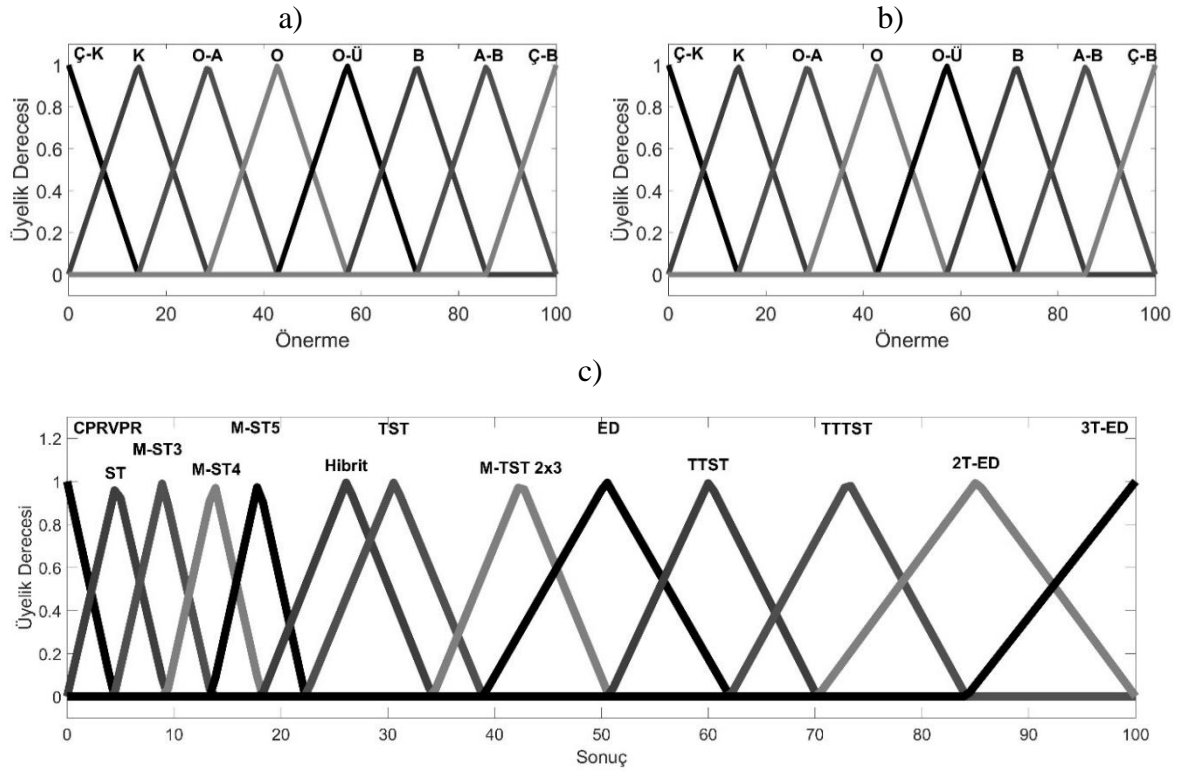 a)
Ç-K K O-A O O-Ü B A-B Ç-B
1
0.8
0.6
0.4
0.2
0
Üyelik Derecesi
0 20 40 60 80 100
Önerme
b)
Ç-K K O-A O O-Ü B A-B Ç-B
1
0.8
0.6
0.4
0.2
0
Üyelik Derecesi
0 20 40 60 80 100
Önerme
c)
CPRVPR M-ST5 TST ED TTTST 3T-ED
M-ST3
ST M-ST4 Hibrit M-TST 2x3 TTST 2T-ED
1.2
1
0.8
0.6
0.4
0.2
0
Üyelik Derecesi
0 10 20 30 40 50 60 70 80 90 100
Sonuç